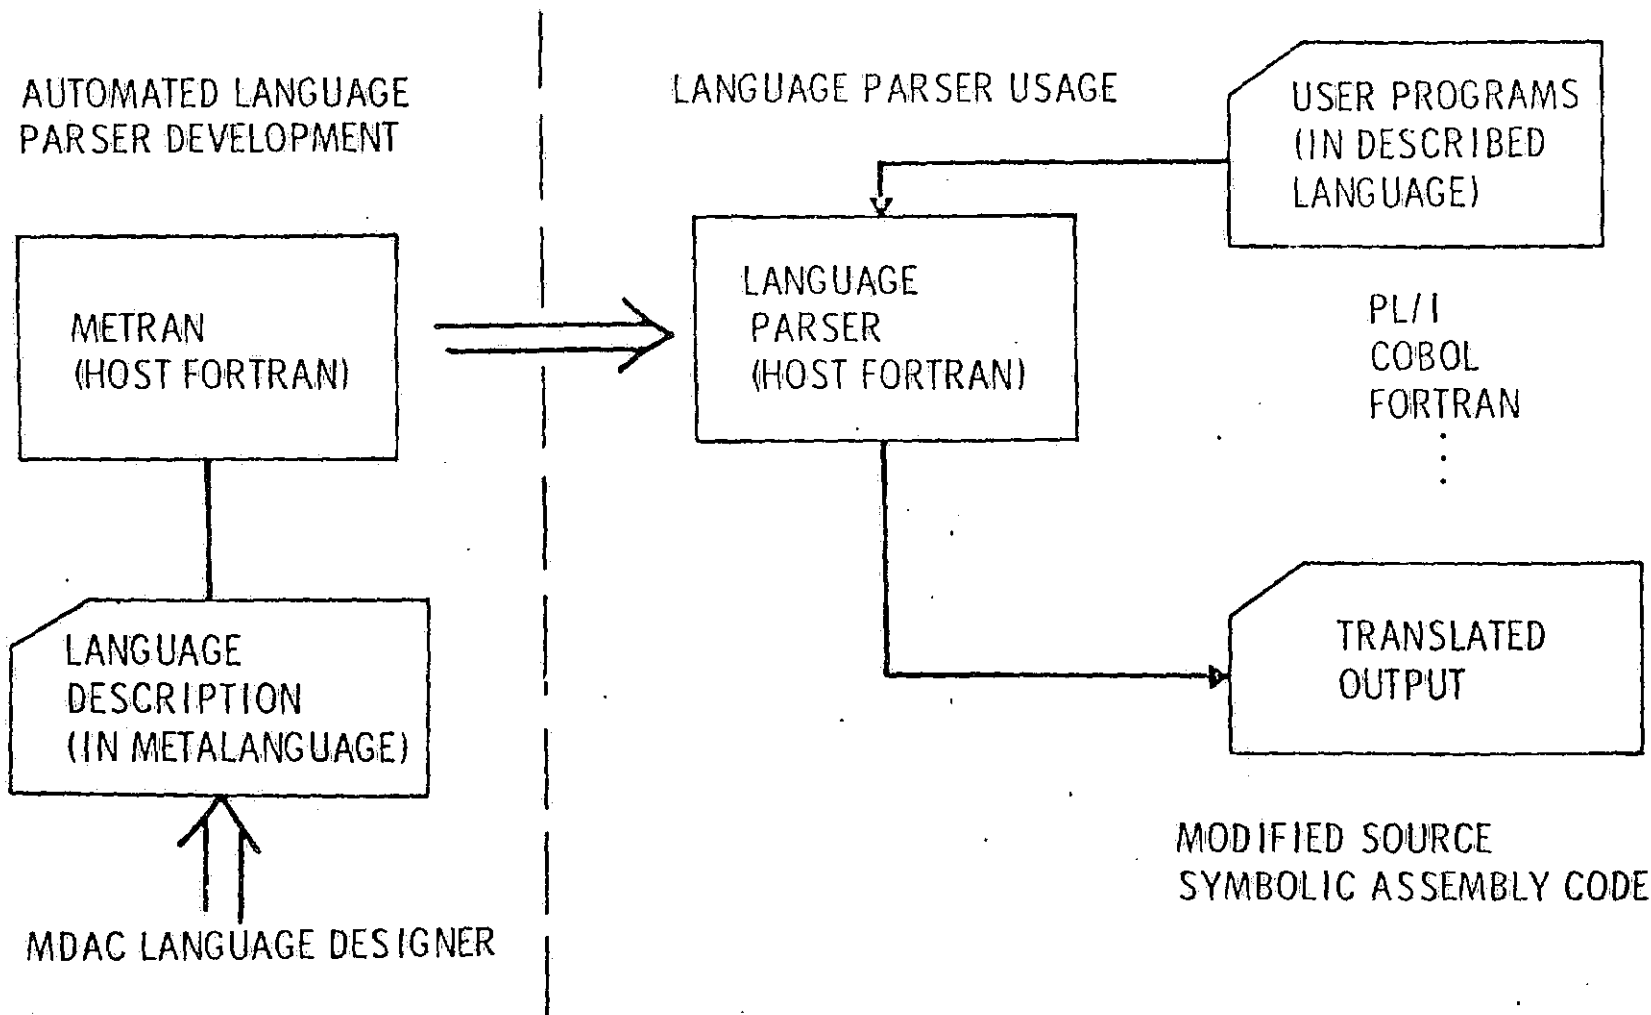 AUTOMATED LANGUAGE
PARSER DEVELOPMENT
METRAN
(HOST FORTRAN)
LANGUAGE
DESCRIPTION
(IN METALANGUAGE)
MDAC LANGUAGE DESIGNER
LANGUAGE PARSER USAGE
LANGUAGE
PARSER
(HOST FORTRAN)
USER PROGRAMS
(IN DESCRIBED
LANGUAGE)
PL/I
COBOL
FORTRAN
TRANSLATED
OUTPUT
MODIFIED SOURCE
SYMBOLIC ASSEMBLY CODE